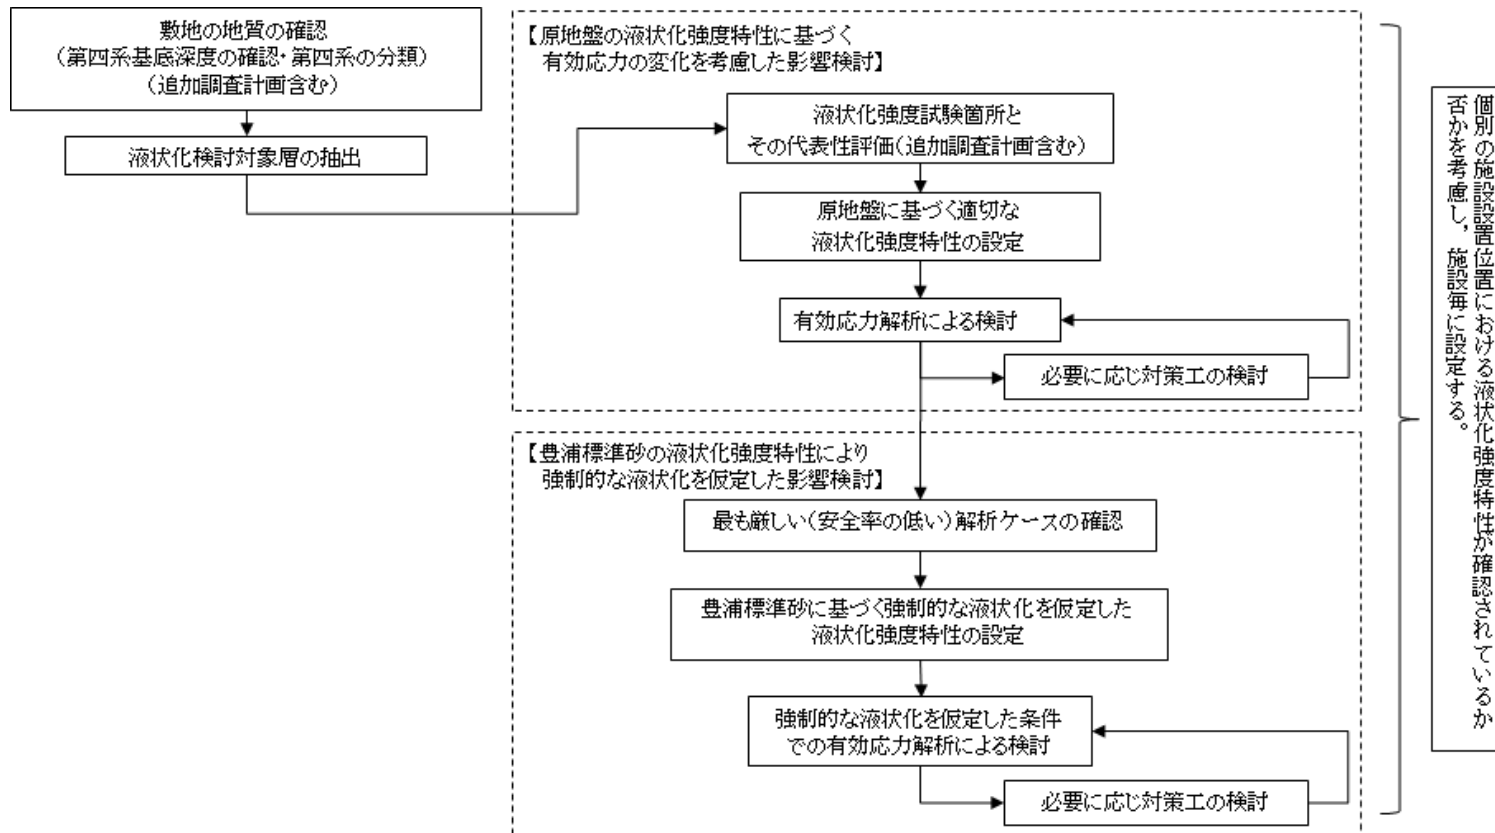 敷地の地質の確認
(第四系基底深度の確認・第四系の分類)
(追加調査計画含む)
液状化検討対象層の抽出
【原地盤の液状化強度特性に基づく
有効応力の変化を考慮した影響検討】
液状化強度試験箇所と
その代表性評価(追加調査計画含む)
原地盤に基づく適切な
液状化強度特性の設定
有効応力解析による検討
必要に応じ対策工の検討
【豊浦標準砂の液状化強度特性により
強制的な液状化を仮定した影響検討】
最も厳しい(安全率の低い)解析ケースの確認
豊浦標準砂に基づく強制的な液状化を仮定した
液状化強度特性の設定
強制的な液状化を仮定した条件
での有効応力解析による検討
必要に応じ対策工の検討
個別の施設設置位置における液状化強度特性が確認されているか
否かを考慮し，施設毎に設定する。